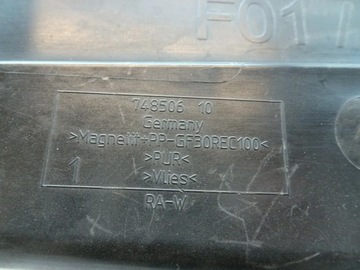 F01
748506 10
Germany
>Magnetit+PP-GF30REC100<
>PUR<
1 >Vlies<
RA-W